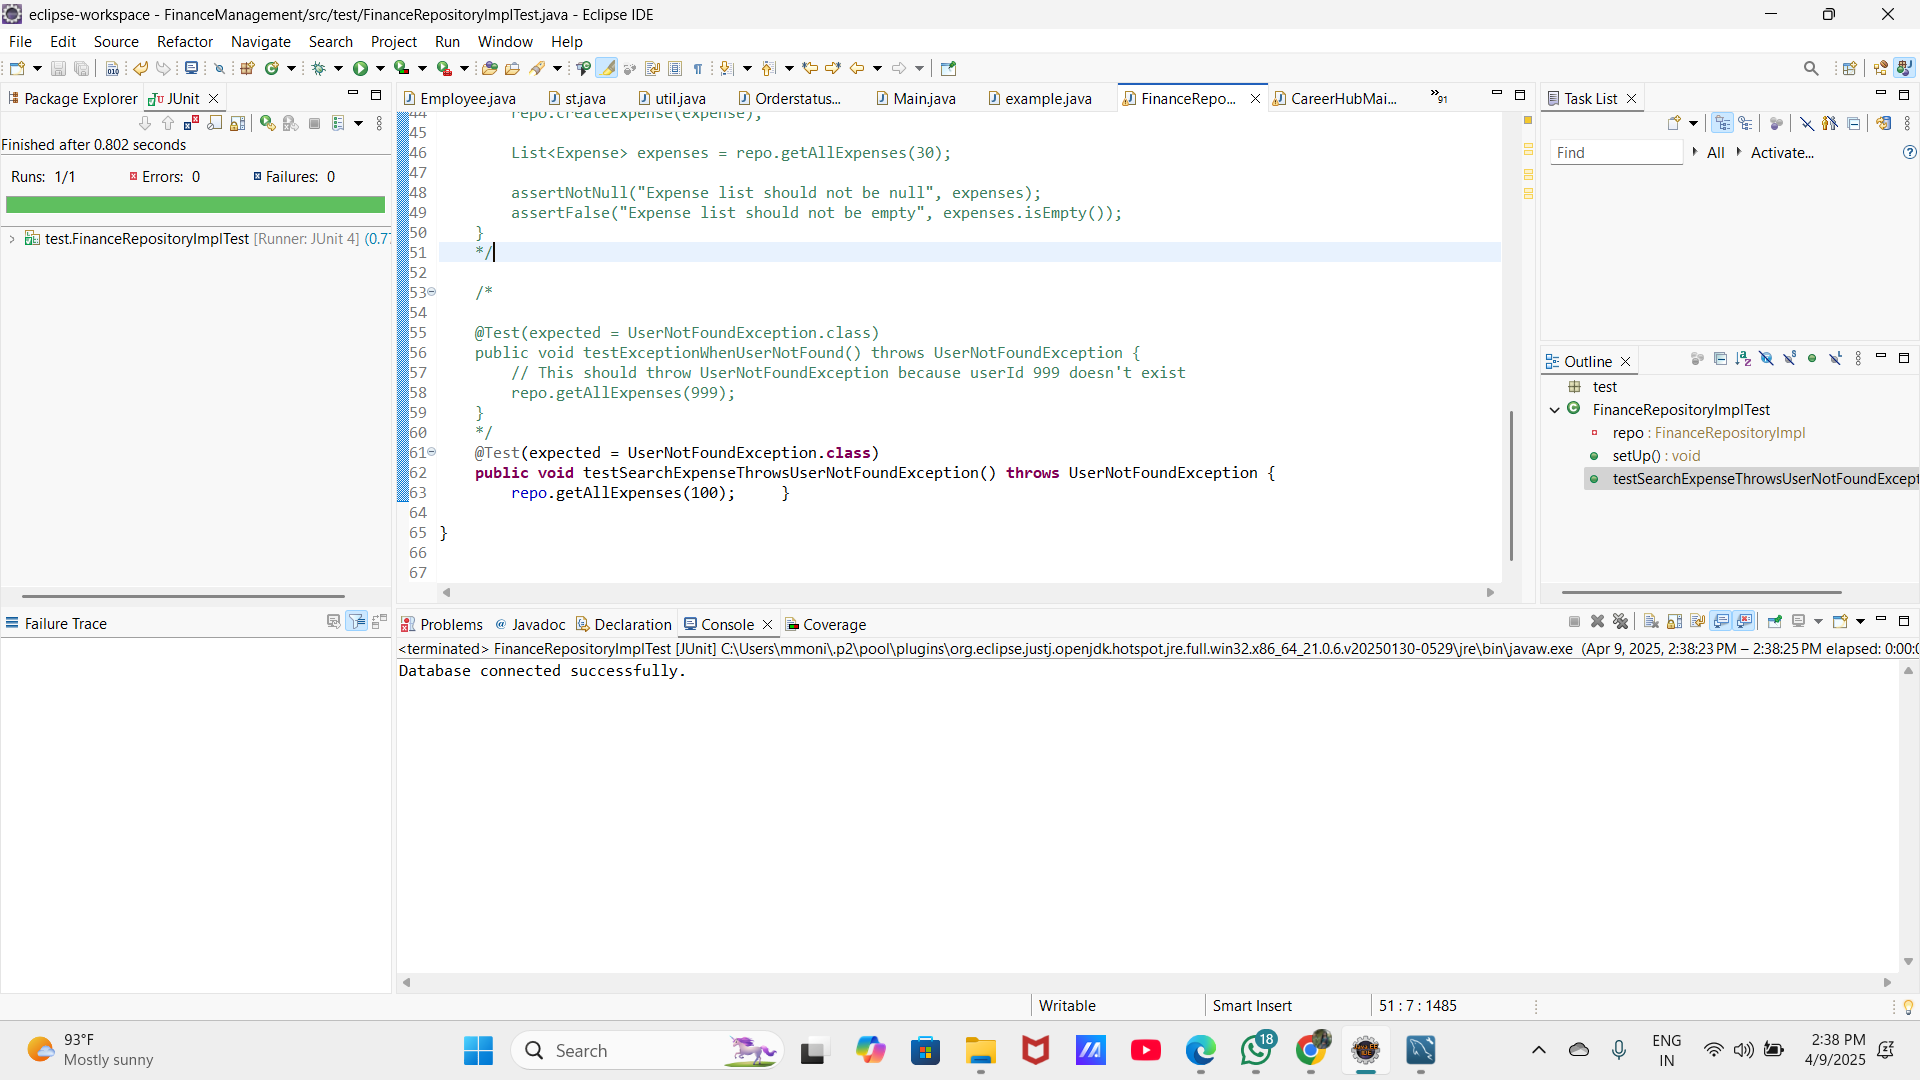 eclipse-workspace - FinanceManagement/src/test/FinanceRepositoryImplTest.java - Eclipse IDE
File Edit Source Refactor Navigate Search Project Run Window Help
Package Explorer JUnit
Finished after 0.802 seconds
Runs: 1/1 Errors: 0 Failures: 0
test.FinanceRepositoryImplTest [Runner: JUnit 4] (0.7
Failure Trace
Employee.java st.java util.java Orderstatus... Main.java example.java FinanceRepo... CareerHubMai... »91
44 repo.createExpense(expense);
45
46 List<Expense> expenses = repo.getAllExpenses(30);
47
48 assertNotNull("Expense list should not be null", expenses);
49 assertFalse("Expense list should not be empty", expenses.isEmpty());
50 }
51 */
52
53 /*
54
55 @Test(expected = UserNotFoundException.class)
56 public void testExceptionWhenUserNotFound() throws UserNotFoundException {
57 // This should throw UserNotFoundException because userId 999 doesn't exist
58 repo.getAllExpenses(999);
59 }
60 */
61 @Test(expected = UserNotFoundException.class)
62 public void testSearchExpenseThrowsUserNotFoundException() throws UserNotFoundException {
63 repo.getAllExpenses(100); }
64
65 }
66
67
Task List
Find All Activate...
Outline
test
FinanceRepositoryImplTest
repo : FinanceRepositoryImpl
setUp() : void
testSearchExpenseThrowsUserNotFoundExcept
Problems Javadoc Declaration Console Coverage
<terminated> FinanceRepositoryImplTest [JUnit] C:\Users\mmoni\.p2\pool\plugins\org.eclipse.justj.openjdk.hotspot.jre.full.win32.x86_64_21.0.6.v20250130-0529\jre\bin\javaw.exe (Apr 9, 2025, 2:38:23 PM – 2:38:25 PM elapsed: 0:00:0
Database connected successfully.
Writable Smart Insert 51 : 7 : 1485
93°F
Mostly sunny
Search
18
ENG
IN
2:38 PM
4/9/2025